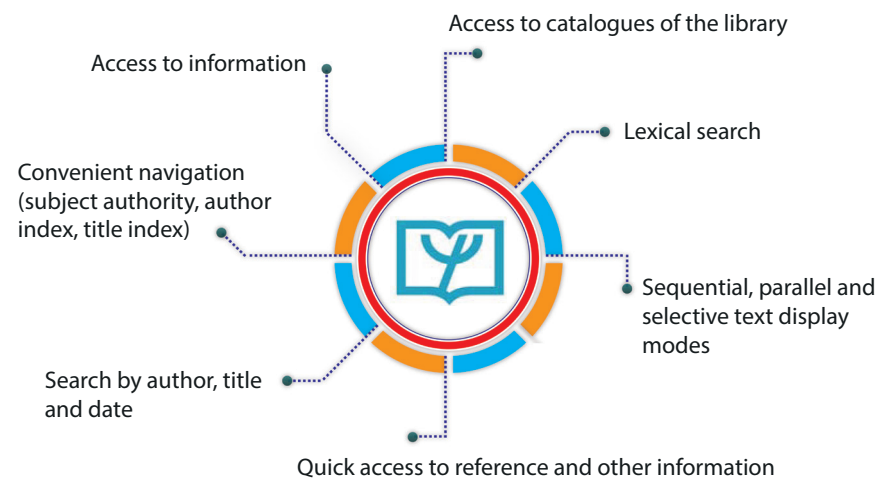 Access to catalogues of the library
Access to information
Lexical search
Convenient navigation
(subject authority, author
index, title index)
Sequential, parallel and
selective text display
modes
Search by author, title
and date
Quick access to reference and other information